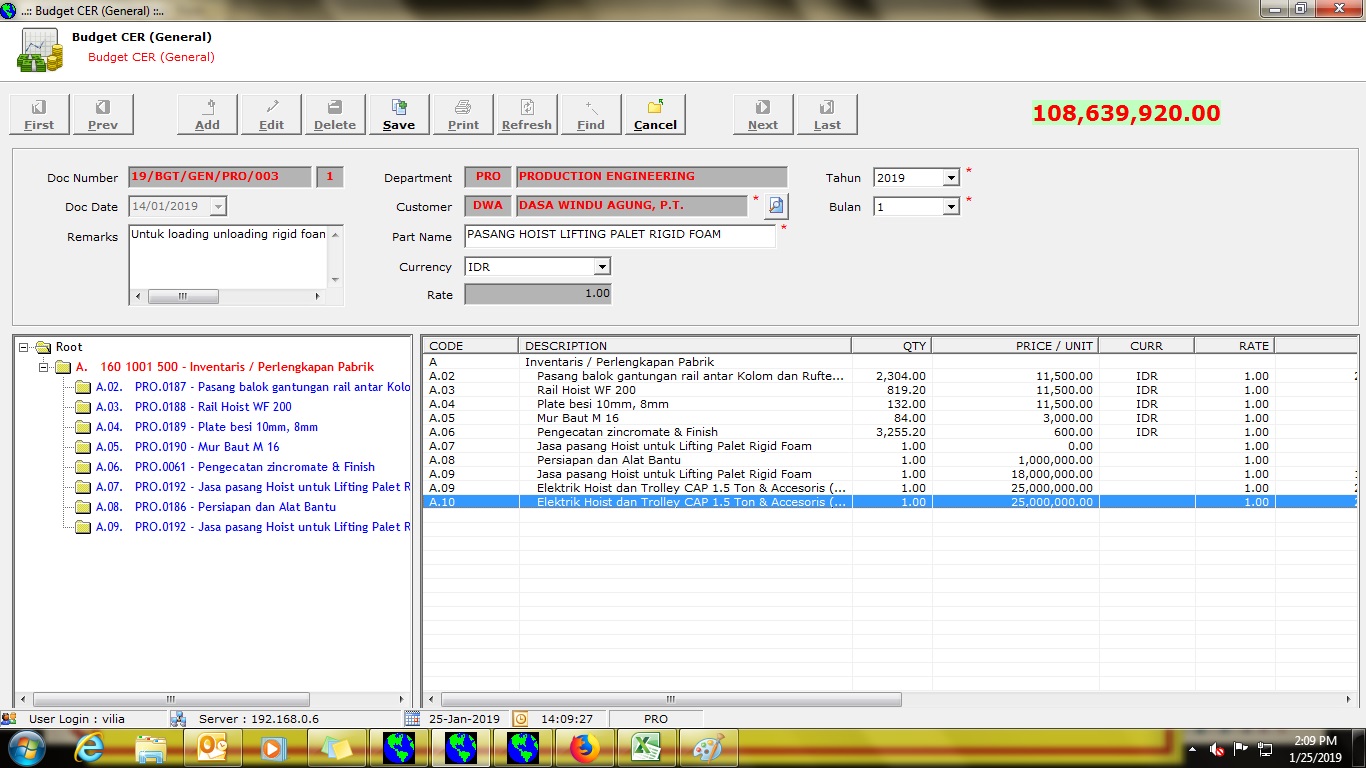 ..:: Budget CER (General) ::..
Budget CER (General)
Budget CER (General)
First Prev Add Edit Delete Save Print Refresh Find Cancel Next Last
108,639,920.00
Doc Number 19/BGT/GEN/PRO/003 1 Department PRO PRODUCTION ENGINEERING Tahun 2019 *
Doc Date 14/01/2019 Customer DWA DASA WINDU AGUNG, P.T. * Bulan 1 *
Remarks Untuk loading unloading rigid foam Part Name PASANG HOIST LIFTING PALET RIGID FOAM *
Currency IDR
Rate 1.00
Root
A. 160 1001 500 - Inventaris / Perlengkapan Pabrik
A.02. PRO.0187 - Pasang balok gantungan rail antar Kolo
A.03. PRO.0188 - Rail Hoist WF 200
A.04. PRO.0189 - Plate besi 10mm, 8mm
A.05. PRO.0190 - Mur Baut M 16
A.06. PRO.0061 - Pengecatan zincromate & Finish
A.07. PRO.0192 - Jasa pasang Hoist untuk Lifting Palet R
A.08. PRO.0186 - Persiapan dan Alat Bantu
A.09. PRO.0192 - Jasa pasang Hoist untuk Lifting Palet R
CODE DESCRIPTION QTY PRICE / UNIT CURR RATE
A Inventaris / Perlengkapan Pabrik
A.02 Pasang balok gantungan rail antar Kolom dan Rufte... 2,304.00 11,500.00 IDR 1.00
A.03 Rail Hoist WF 200 819.20 11,500.00 IDR 1.00
A.04 Plate besi 10mm, 8mm 132.00 11,500.00 IDR 1.00
A.05 Mur Baut M 16 84.00 3,000.00 IDR 1.00
A.06 Pengecatan zincromate & Finish 3,255.20 600.00 IDR 1.00
A.07 Jasa pasang Hoist untuk Lifting Palet Rigid Foam 1.00 0.00 1.00
A.08 Persiapan dan Alat Bantu 1.00 1,000,000.00 1.00
A.09 Jasa pasang Hoist untuk Lifting Palet Rigid Foam 1.00 18,000,000.00 1.00
A.09 Elektrik Hoist dan Trolley CAP 1.5 Ton & Accesoris (... 1.00 25,000,000.00 1.00
A.10 Elektrik Hoist dan Trolley CAP 1.5 Ton & Accesoris (... 1.00 25,000,000.00 1.00
User Login : vilia Server : 192.168.0.6 25-Jan-2019 14:09:27 PRO
2:09 PM
1/25/2019